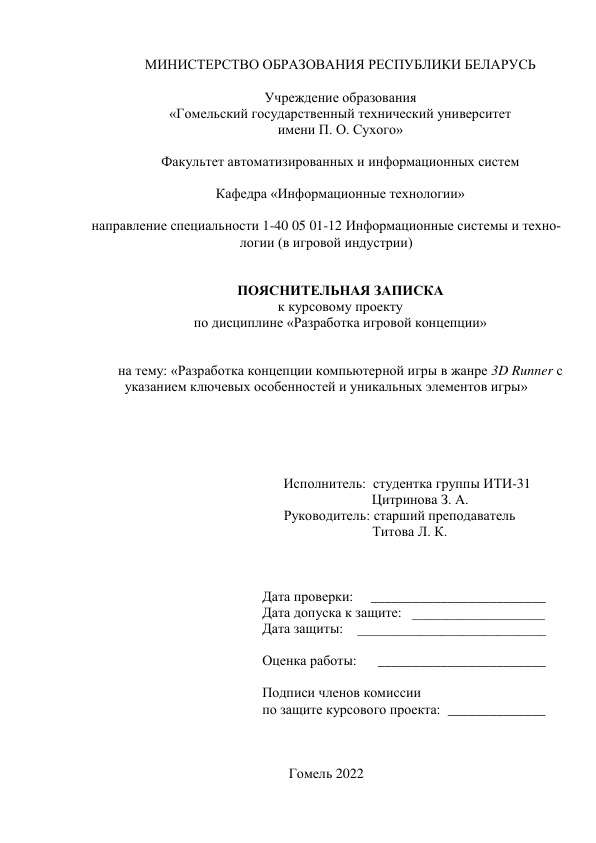 МИНИСТЕРСТВО ОБРАЗОВАНИЯ РЕСПУБЛИКИ БЕЛАРУСЬ
Учреждение образования
«Гомельский государственный технический университет
имени П. О. Сухого»
Факультет автоматизированных и информационных систем
Кафедра «Информационные технологии»
направление специальности 1-40 05 01-12 Информационные системы и техно-
логии (в игровой индустрии)
ПОЯСНИТЕЛЬНАЯ ЗАПИСКА
к курсовому проекту
по дисциплине «Разработка игровой концепции»
на тему: «Разработка концепции компьютерной игры в жанре 3D Runner с
указанием ключевых особенностей и уникальных элементов игры»
Исполнитель: студентка группы ИТИ-31
Цитринова З. А.
Руководитель: старший преподаватель
Титова Л. К.
Дата проверки: _________________________
Дата допуска к защите: ___________________
Дата защиты: ___________________________
Оценка работы: ________________________
Подписи членов комиссии
по защите курсового проекта: ______________
Гомель 2022